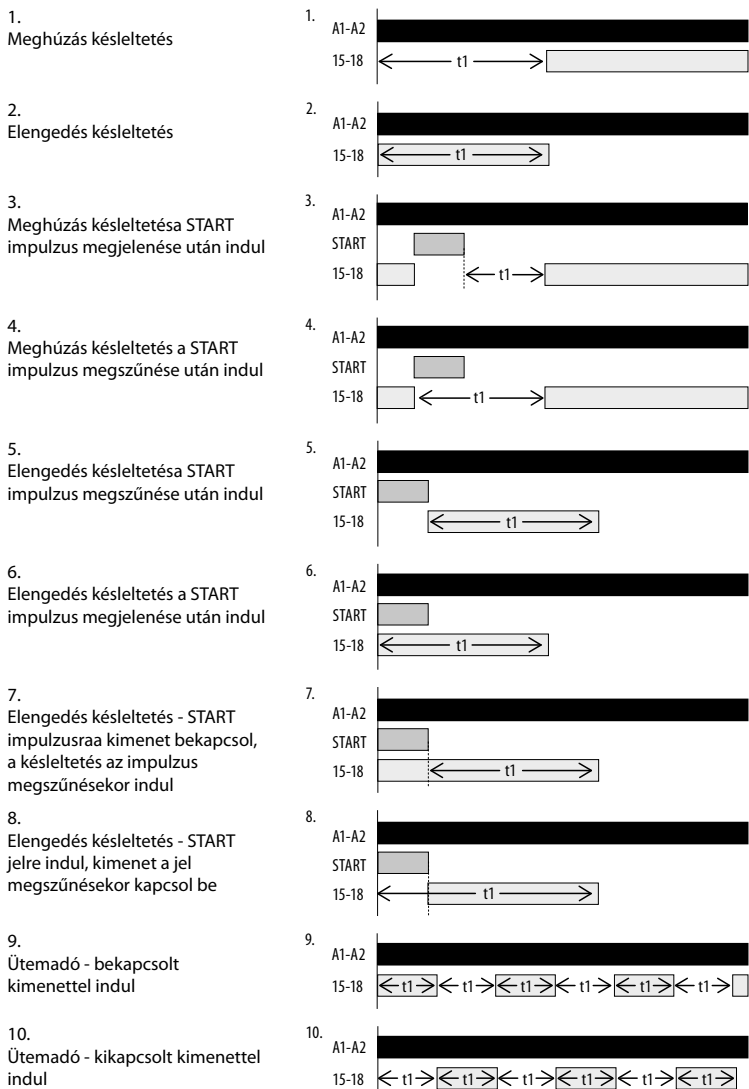 1.
Meghúzás késleltetés
1.
A1-A2
15-18
t1
2.
Elengedés késleltetés
2.
A1-A2
15-18
t1
3.
Meghúzás késleltetésa START
impulzus megjelenése után indul
3.
A1-A2
START
15-18
t1
4.
Meghúzás késleltetés a START
impulzus megszűnése után indul
4.
A1-A2
START
15-18
t1
5.
Elengedés késleltetésa START
impulzus megszűnése után indul
5.
A1-A2
START
15-18
t1
6.
Elengedés késleltetés a START
impulzus megjelenése után indul
6.
A1-A2
START
15-18
t1
7.
Elengedés késleltetés - START
impulzusraa kimenet bekapcsol,
a késleltetés az impulzus
megszűnésekor indul
7.
A1-A2
START
15-18
t1
8.
Elengedés késleltetés - START
jelre indul, kimenet a jel
megszűnésekor kapcsol be
8.
A1-A2
START
15-18
t1
9.
Ütemadó - bekapcsolt
kimenettel indul
9.
A1-A2
15-18
t1 t1 t1 t1 t1 t1
10.
Ütemadó - kikapcsolt kimenettel
indul
10.
A1-A2
15-18
t1 t1 t1 t1 t1 t1